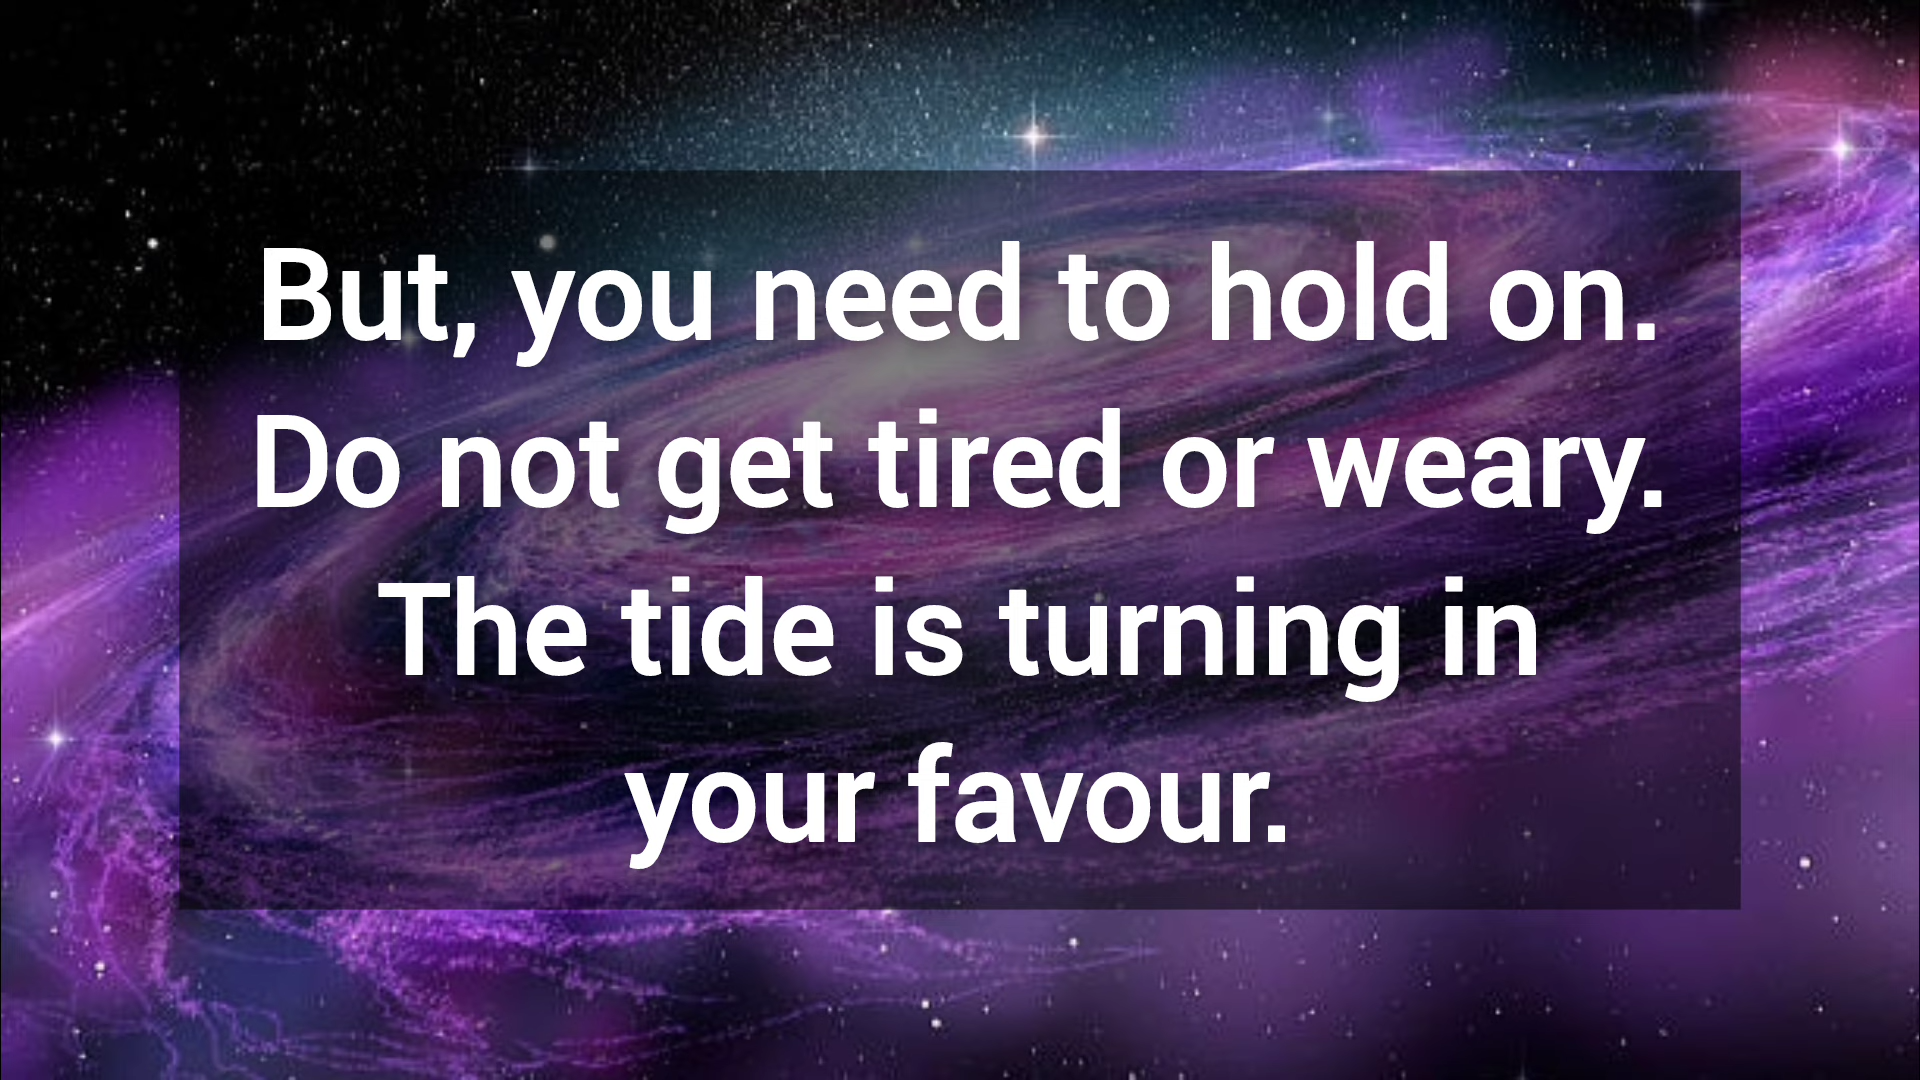 But, you need to hold on.
Do not get tired or weary.
The tide is turning in
your favour.